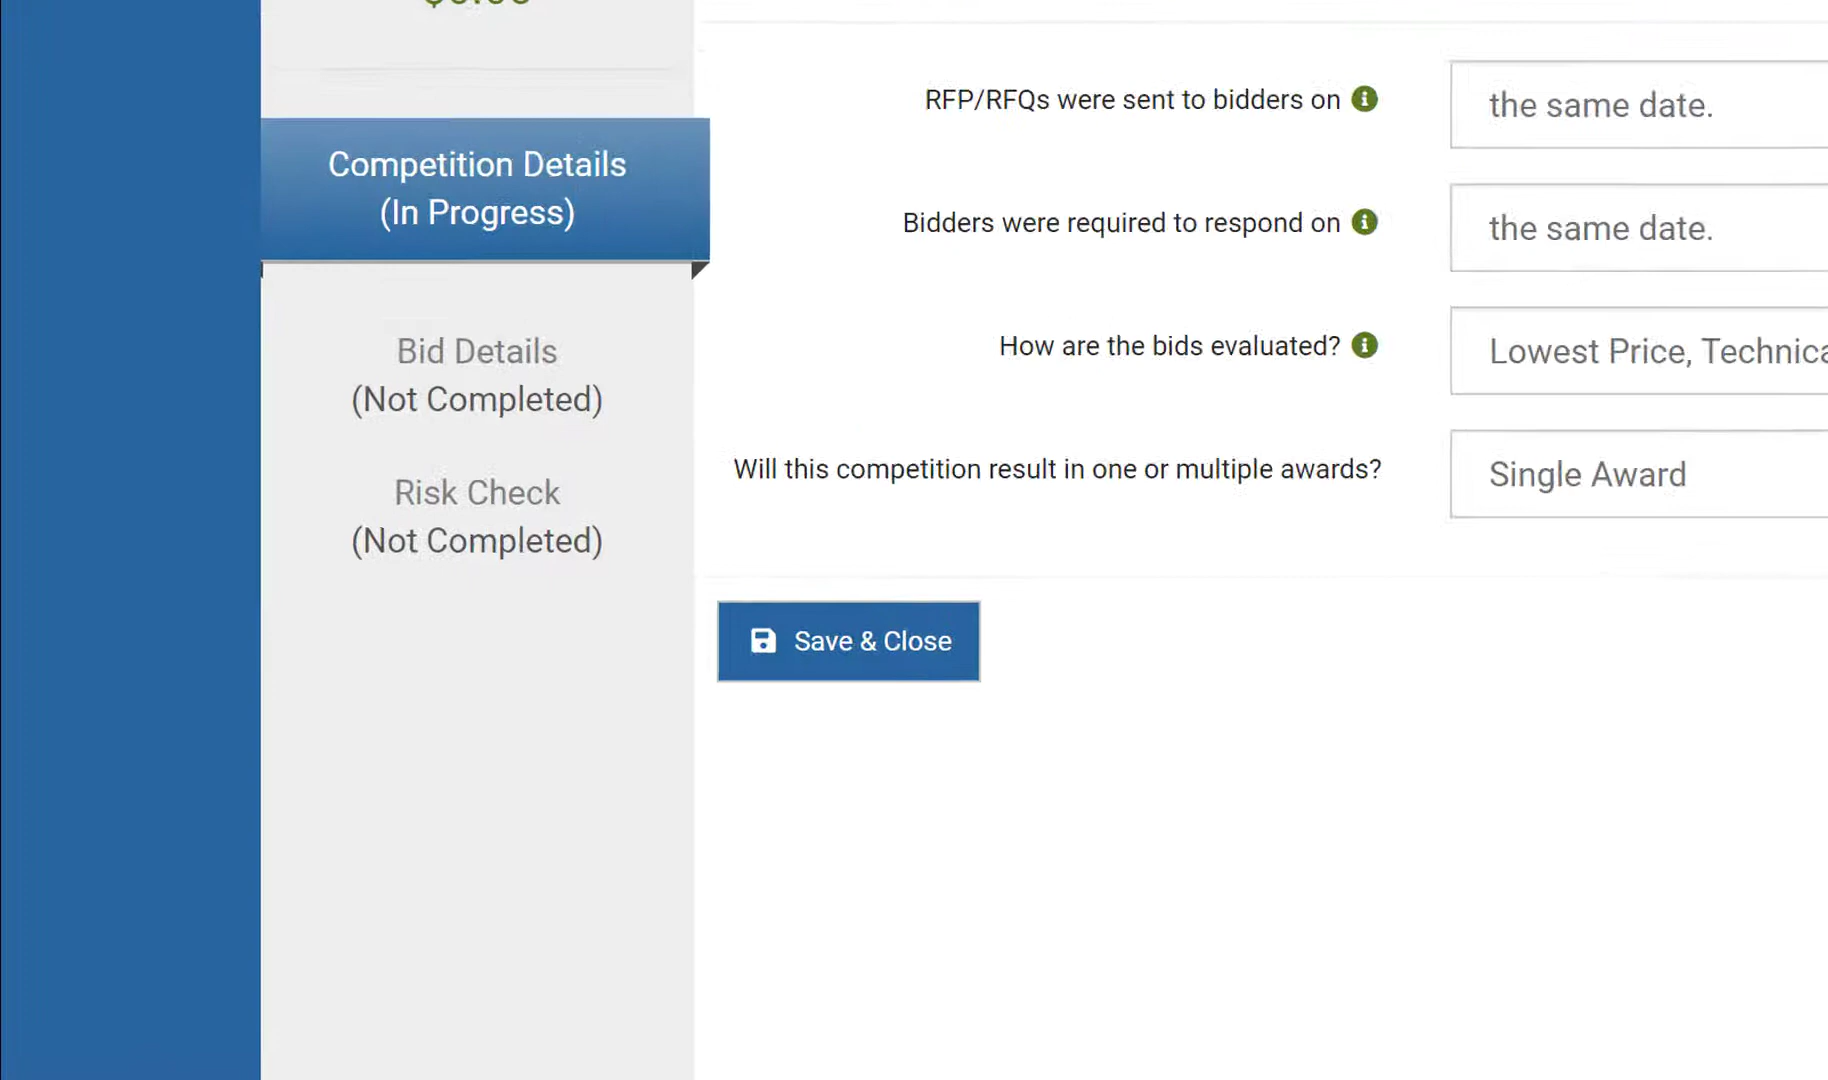 Competition Details
(In Progress)
Bid Details
(Not Completed)
Risk Check
(Not Completed)
RFP/RFQs were sent to bidders on
the same date.
Bidders were required to respond on
the same date.
How are the bids evaluated?
Lowest Price,
Will this competition result in one or multiple awards?
Single Award
Save & Close